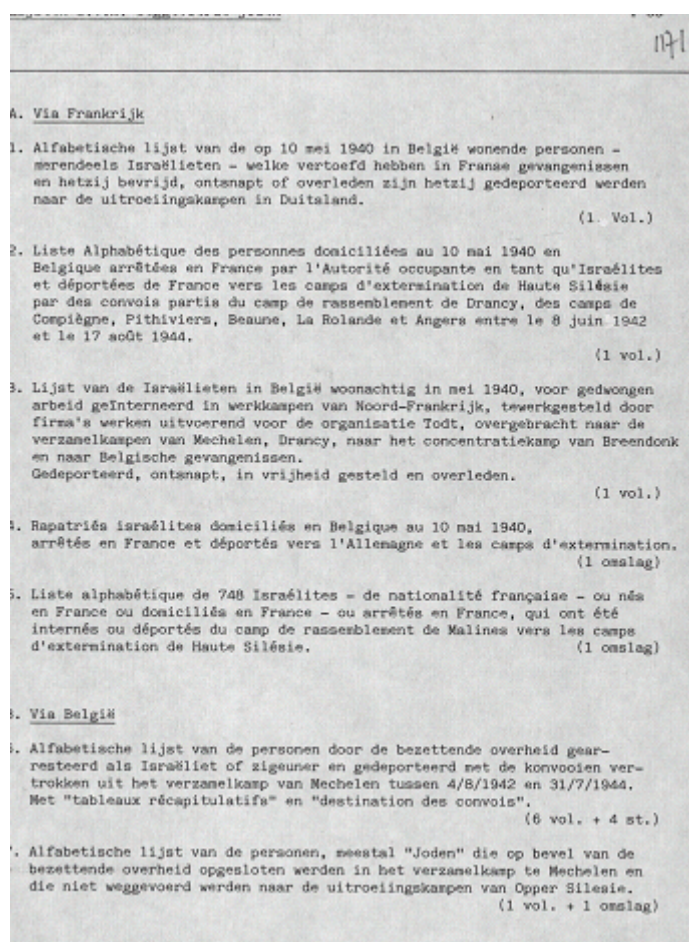 1171
A. Via Frankrijk
1. Alfabetische lijst van de op 10 mei 1940 in België wonende personen -
merendeels Israëlieten - welke vertoefd hebben in Franse gevangenissen
en hetzij bevrijd, ontsnapt of overleden zijn hetzij gedeporteerd werden
naar de uitroeiingskampen in Duitsland.
(1 Vol.)
2. Liste Alphabétique des personnes domiciliées au 10 mai 1940 en
Belgique arrêtées en France par l'Autorité occupante en tant qu'Israélites
et déportées de France vers les camps d'extermination de Haute Silésie
par des convois partis du camp de rassemblement de Drancy, des camps de
Compiègne, Pithiviers, Beaune, La Rolande et Angers entre le 8 juin 1942
et le 17 août 1944.
(1 vol.)
3. Lijst van de Israëlieten in België woonachtig in mei 1940, voor gedwongen
arbeid geïnterneerd in werkkampen van Noord-Frankrijk, tewerkgesteld door
firma's werken uitvoerend voor de organisatie Todt, overgebracht naar de
verzamelkampen van Mechelen, Drancy, naar het concentratiekamp van Breendonk
en naar Belgische gevangenissen.
Gedeporteerd, ontsnapt, in vrijheid gesteld en overleden.
(1 vol.)
4. Rapatriés israélites domiciliés en Belgique au 10 mai 1940,
arrêtés en France et déportés vers l'Allemagne et les camps d'extermination.
(1 omslag)
5. Liste alphabétique de 748 Israélites - de nationalité française - ou nés
en France ou domiciliés en France - ou arrêtés en France, qui ont été
internés ou déportés du camp de rassemblement de Malines vers les camps
d'extermination de Haute Silésie. (1 omslag)
. Via België
. Alfabetische lijst van de personen door de bezettende overheid gear-
resteerd als Israëliet of zigeuner en gedeporteerd met de konvooien ver-
trokken uit het verzamelkamp van Mechelen tussen 4/8/1942 en 31/7/1944.
Met "tableaux récapitulatifs" en "destination des convois".
(6 vol. + 4 st.)
. Alfabetische lijst van de personen, meestal "Joden" die op bevel van de
bezettende overheid opgesloten werden in het verzamelkamp te Mechelen en
die niet weggevoerd werden naar de uitroeiingskampen van Opper Silesie.
(1 vol. + 1 omslag)